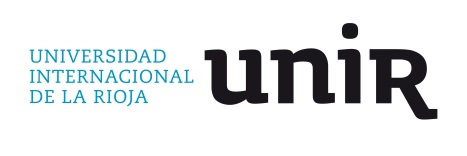 UNIVERSIDAD
INTERNACIONAL
DE LA RIOJA
uniR